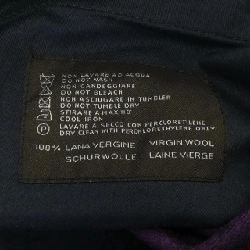 NON LAVARE AD ACQUA
DO NOT WASH
NON CANDEGGIARE
DO NOT BLEACH
NON ASCIUGARE IN TUMBLER
DO NOT TUMBLE DRY
STIRARE A MAX 110
COOL IRON
LAVARE A SECCO CON PERCLORETILENE
DRY CLEAN WITH PERCLORETHYLENE ONLY
100% LANA VERGINE VIRGIN WOOL
SCHURWOLLE LAINE VIERGE